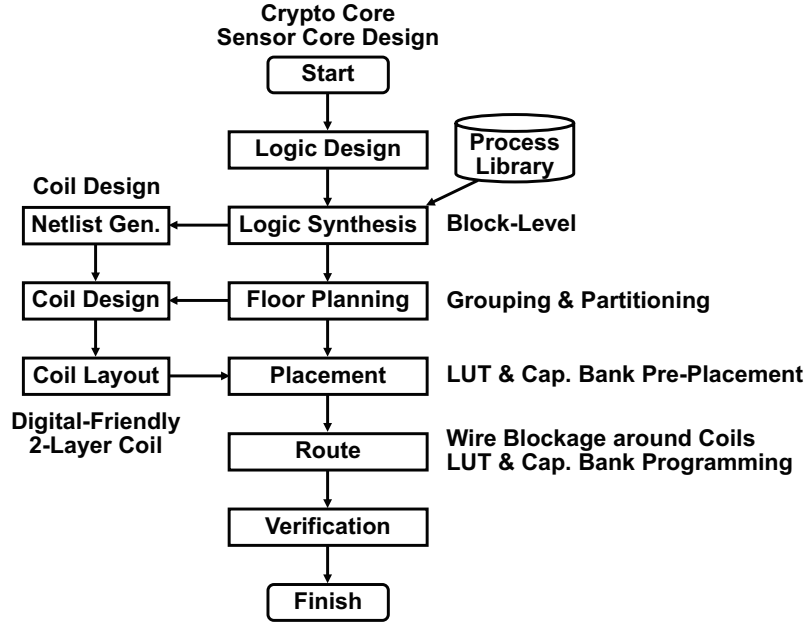 Crypto Core
Sensor Core Design
Start
Logic Design
Process
Library
Coil Design
Netlist Gen.
Logic Synthesis
Block-Level
Coil Design
Floor Planning
Grouping & Partitioning
Coil Layout
Placement
LUT & Cap. Bank Pre-Placement
Digital-Friendly
2-Layer Coil
Route
Wire Blockage around Coils
LUT & Cap. Bank Programming
Verification
Finish